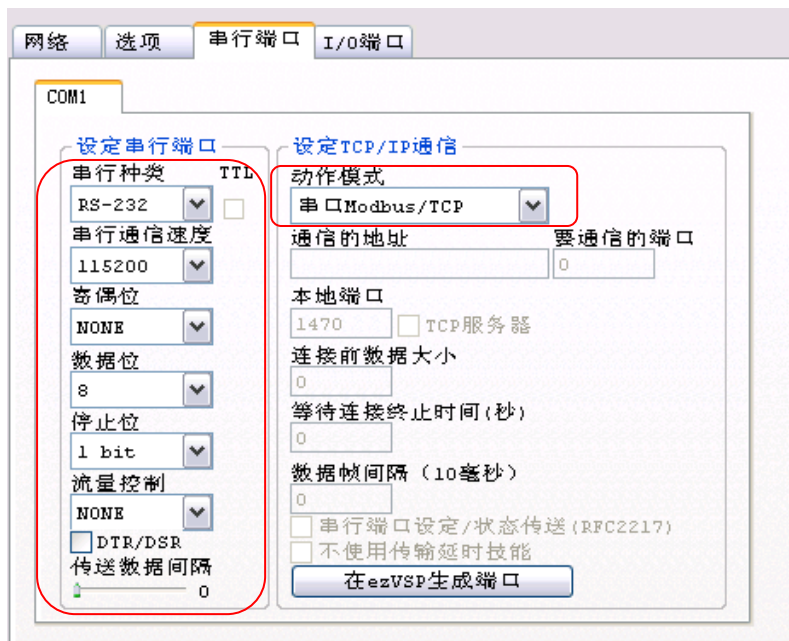 网络 选项 串行端口 I/O端口
COM1
设定串行端口
串行种类 TTL
RS-232
串行通信速度
115200
寄偶位
NONE
数据位
8
停止位
1 bit
流量控制
NONE
DTR/DSR
传送数据间隔
0
设定TCP/IP通信
动作模式
串口Modbus/TCP
通信的地址 要通信的端口
0
本地端口
1470 TCP服务器
连接前数据大小
0
等待连接终止时间(秒)
0
数据帧间隔（10毫秒）
0
串行端口设定/状态传送(RFC2217)
不使用传输延时技能
在ezVSP生成端口